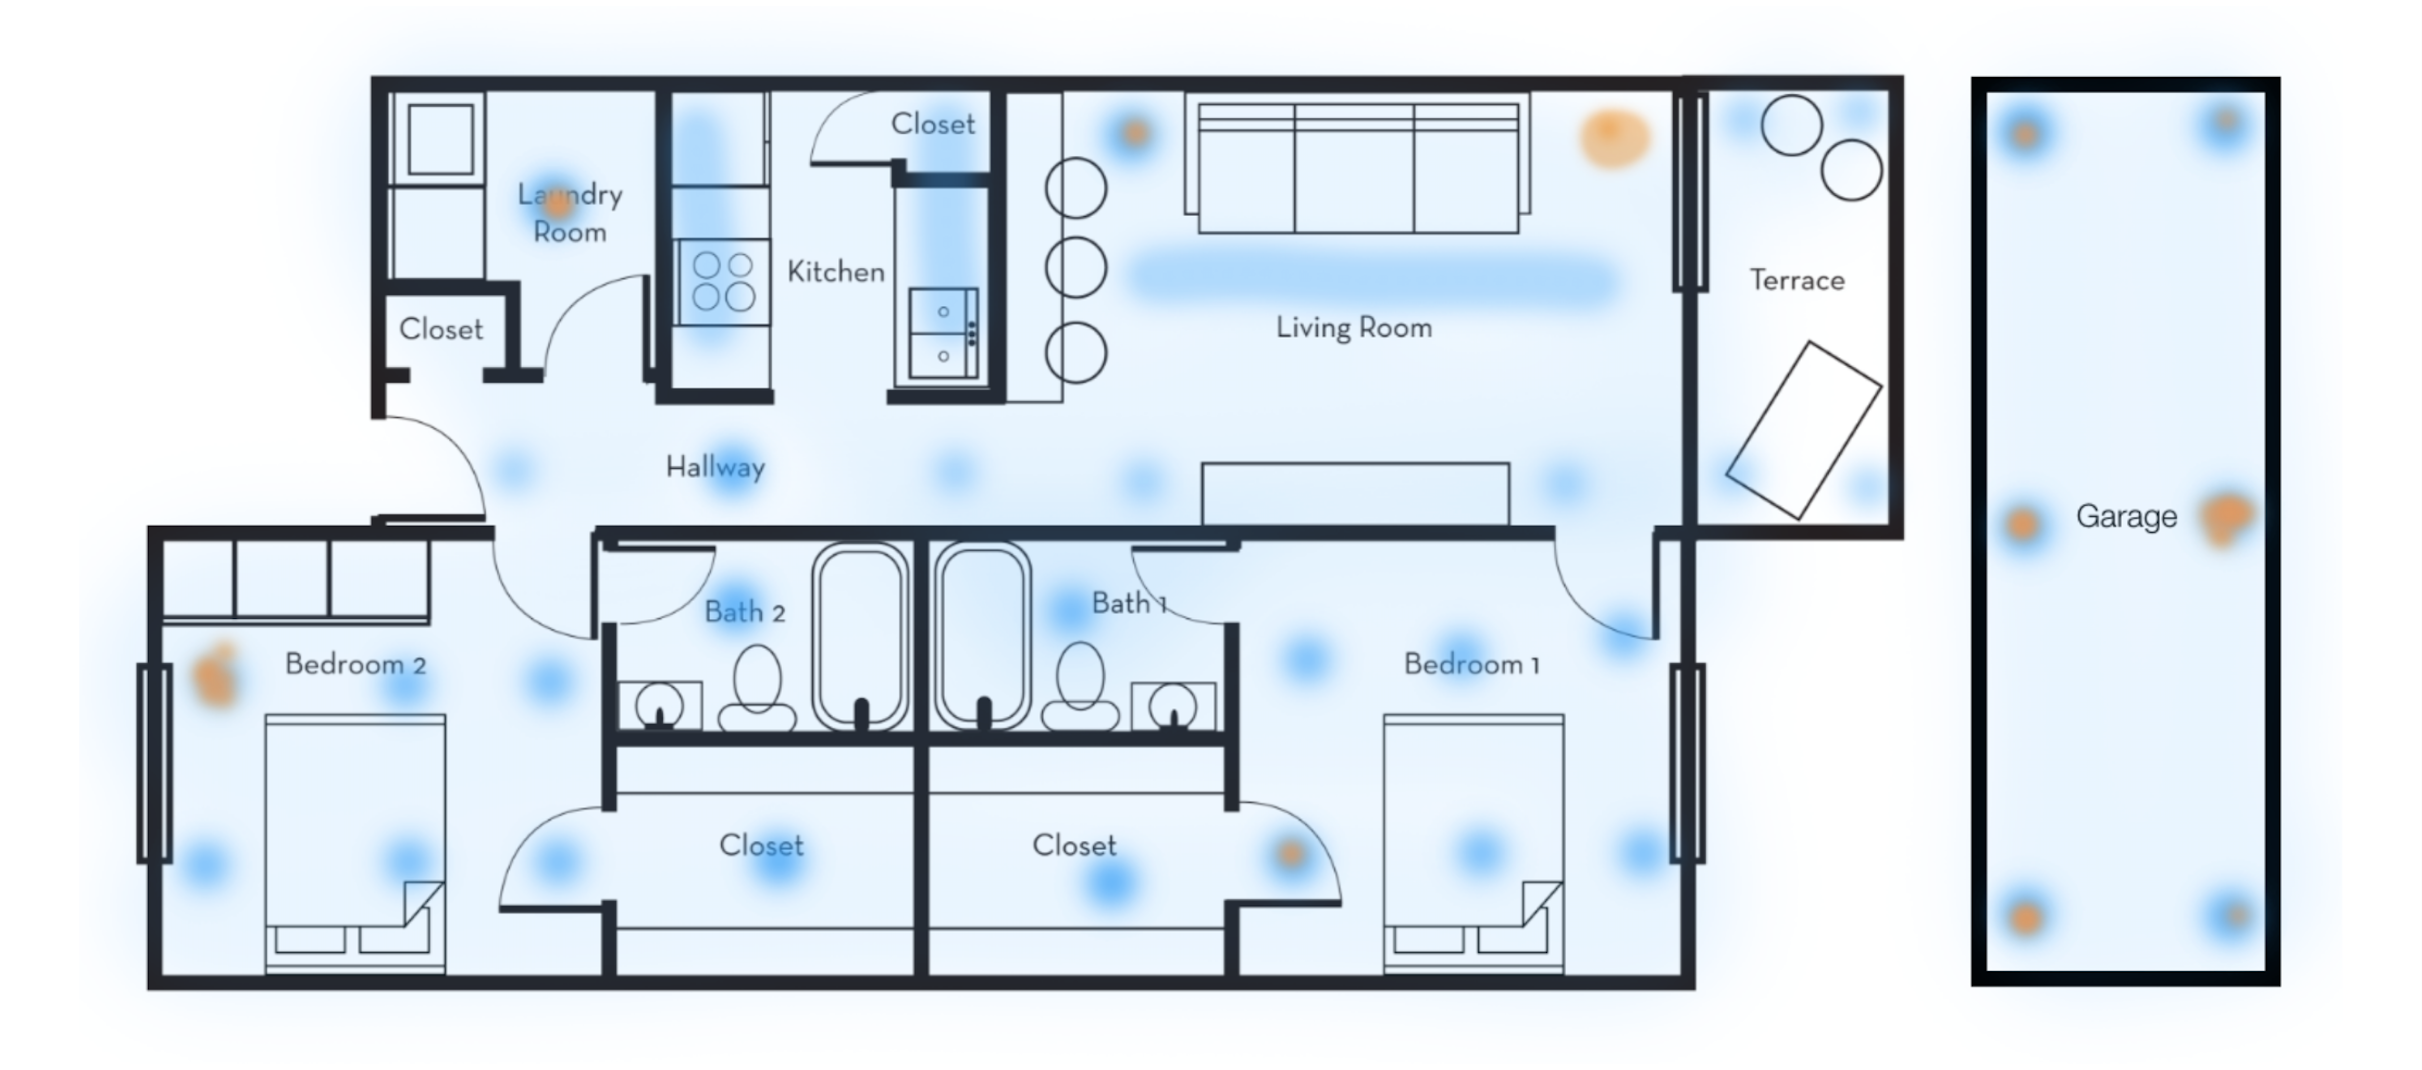 Closet
Laundry
Room
Kitchen
Closet
Living Room
Terrace
Hallway
Garage
Bath 2
Bath 1
Bedroom 2
Bedroom 1
Closet
Closet